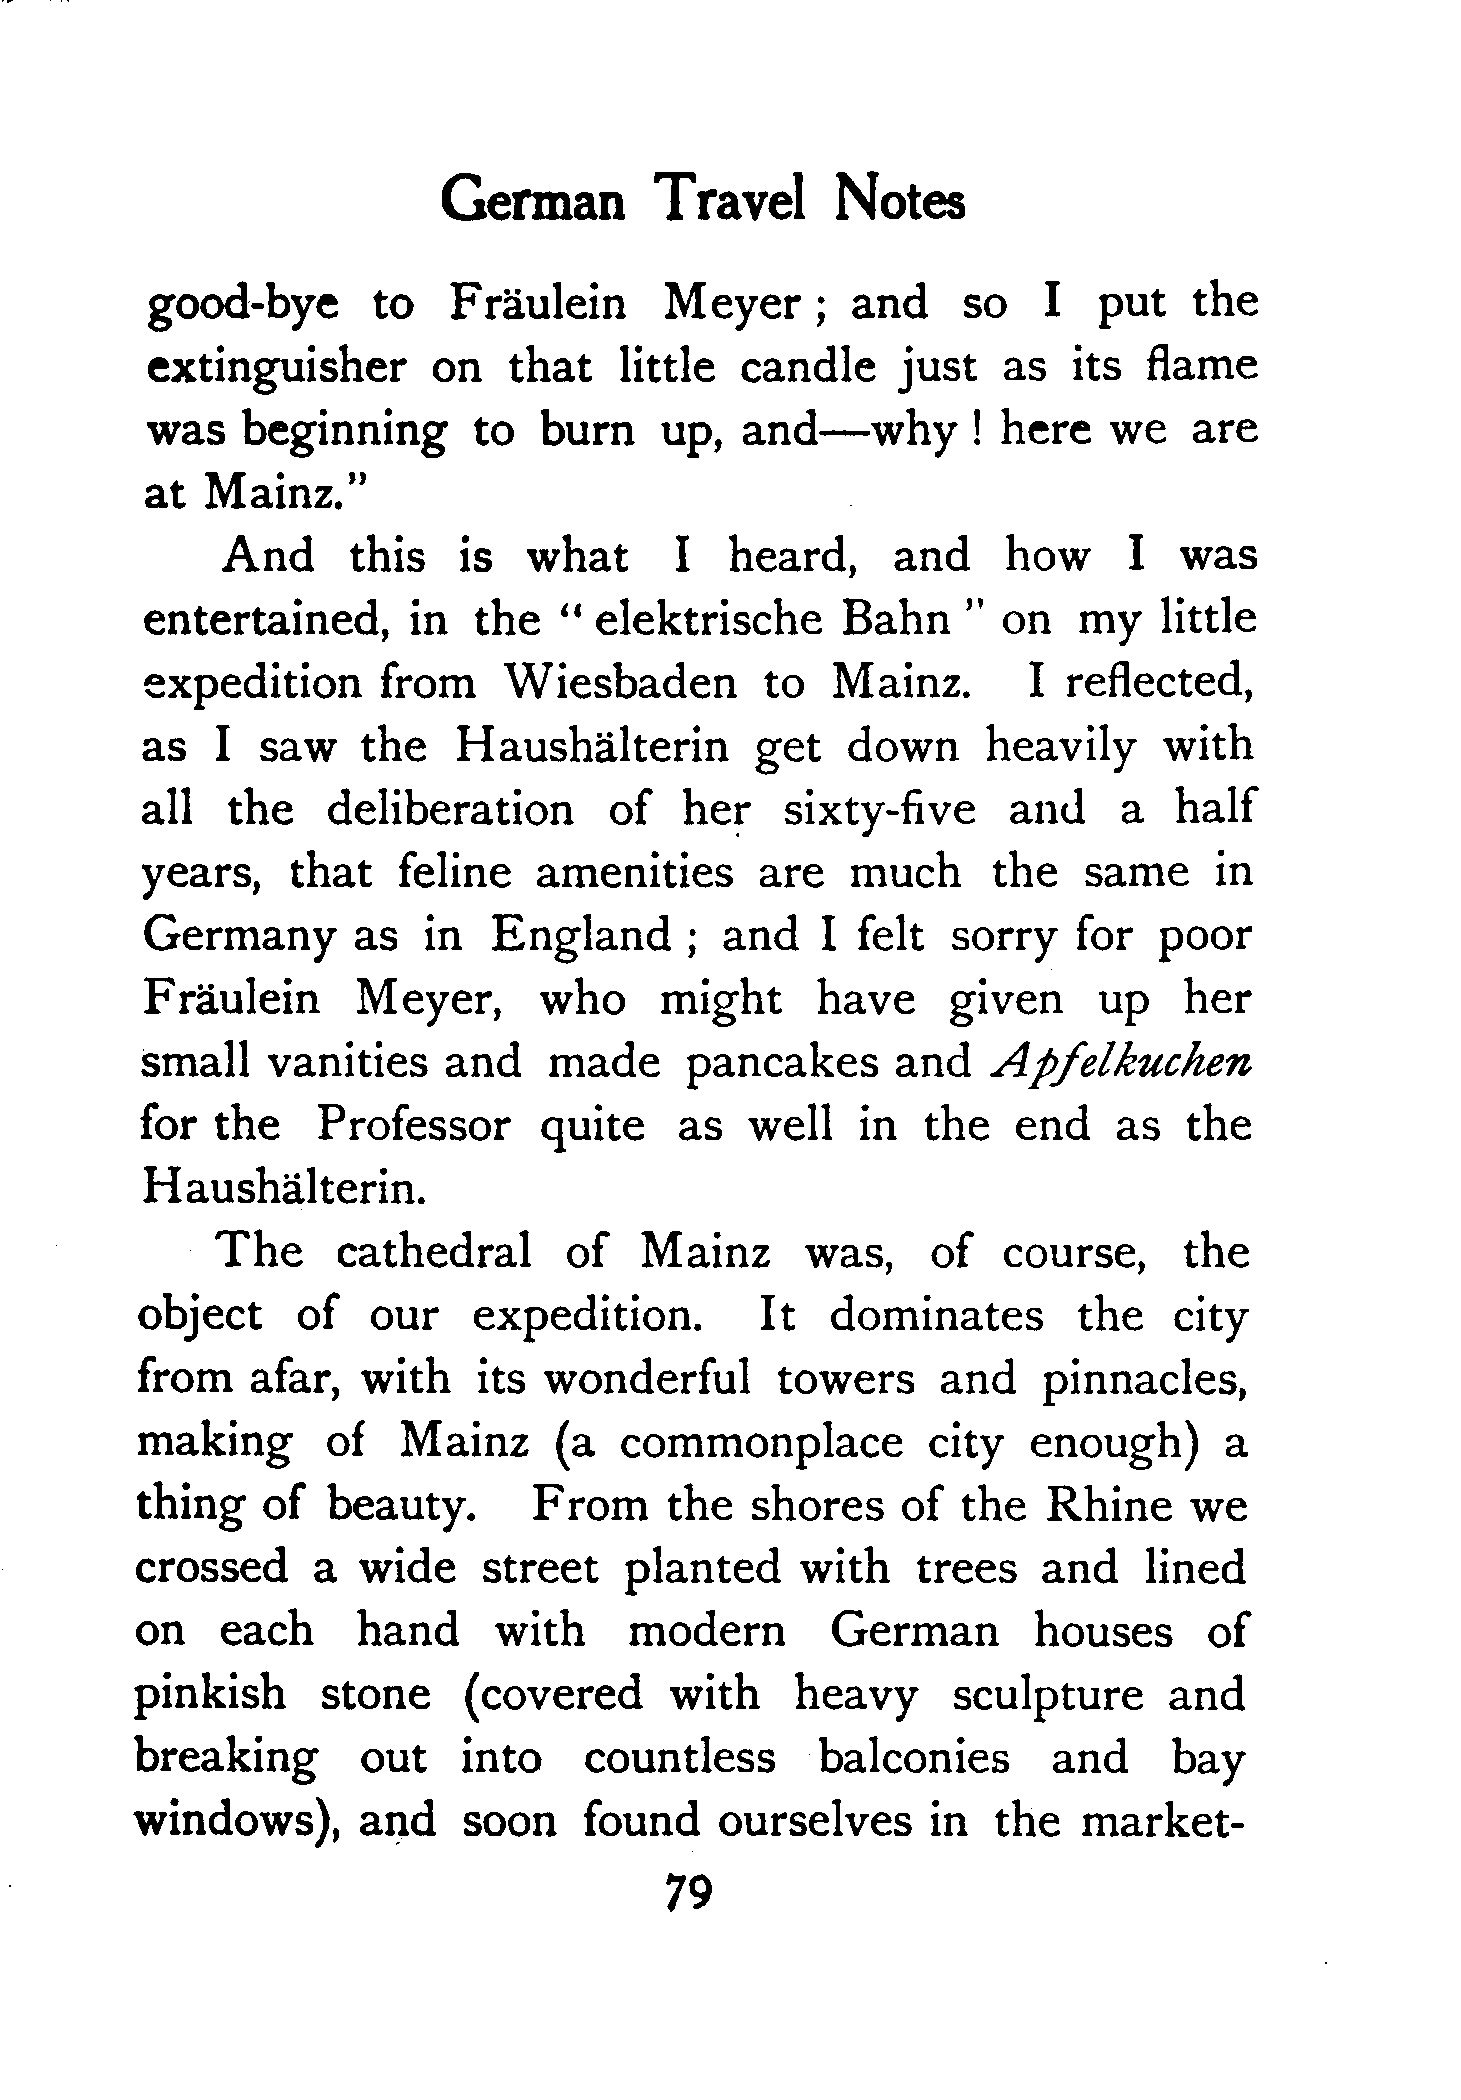 German Travel Notes
good-bye to Fräulein Meyer ; and so I put the
extinguisher on that little candle just as its flame
was beginning to burn up, and—why ! here we are
at Mainz.”
And this is what I heard, and how I was
entertained, in the “ elektrische Bahn ” on my little
expedition from Wiesbaden to Mainz. I reflected,
as I saw the Haushälterin get down heavily with
all the deliberation of her sixty-five and a half
years, that feline amenities are much the same in
Germany as in England ; and I felt sorry for poor
Fräulein Meyer, who might have given up her
small vanities and made pancakes and Apfelkuchen
for the Professor quite as well in the end as the
Haushälterin.
The cathedral of Mainz was, of course, the
object of our expedition. It dominates the city
from afar, with its wonderful towers and pinnacles,
making of Mainz (a commonplace city enough) a
thing of beauty. From the shores of the Rhine we
crossed a wide street planted with trees and lined
on each hand with modern German houses of
pinkish stone (covered with heavy sculpture and
breaking out into countless balconies and bay
windows), and soon found ourselves in the market-
79